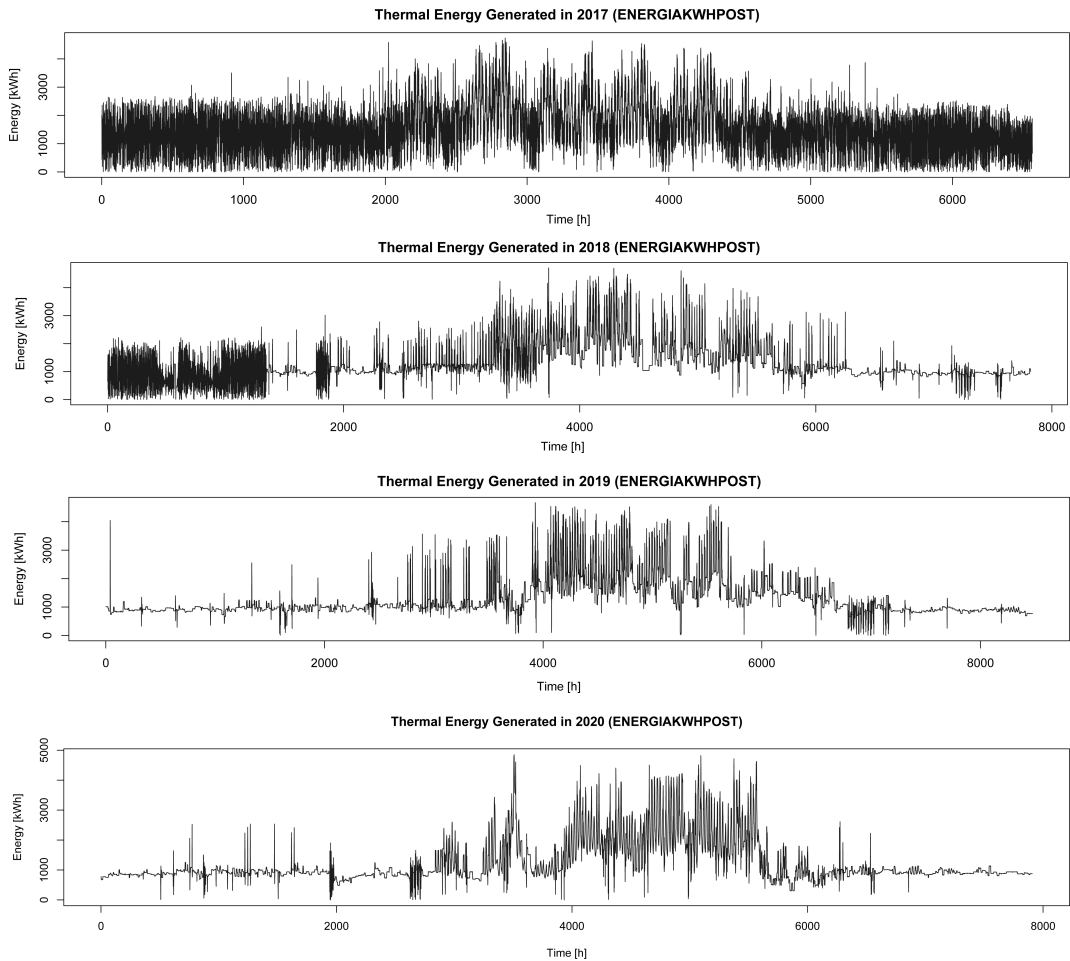 Thermal Energy Generated in 2017 (ENERGIAKWHPOST)
Energy [kWh]
3000
1000
0
0 1000 2000 3000 4000 5000 6000
Time [h]
Thermal Energy Generated in 2018 (ENERGIAKWHPOST)
Energy [kWh]
3000
1000
0
0 2000 4000 6000 8000
Time [h]
Thermal Energy Generated in 2019 (ENERGIAKWHPOST)
Energy [kWh]
3000
1000
0
0 2000 4000 6000 8000
Time [h]
Thermal Energy Generated in 2020 (ENERGIAKWHPOST)
Energy [kWh]
5000
3000
1000
0
0 2000 4000 6000 8000
Time [h]